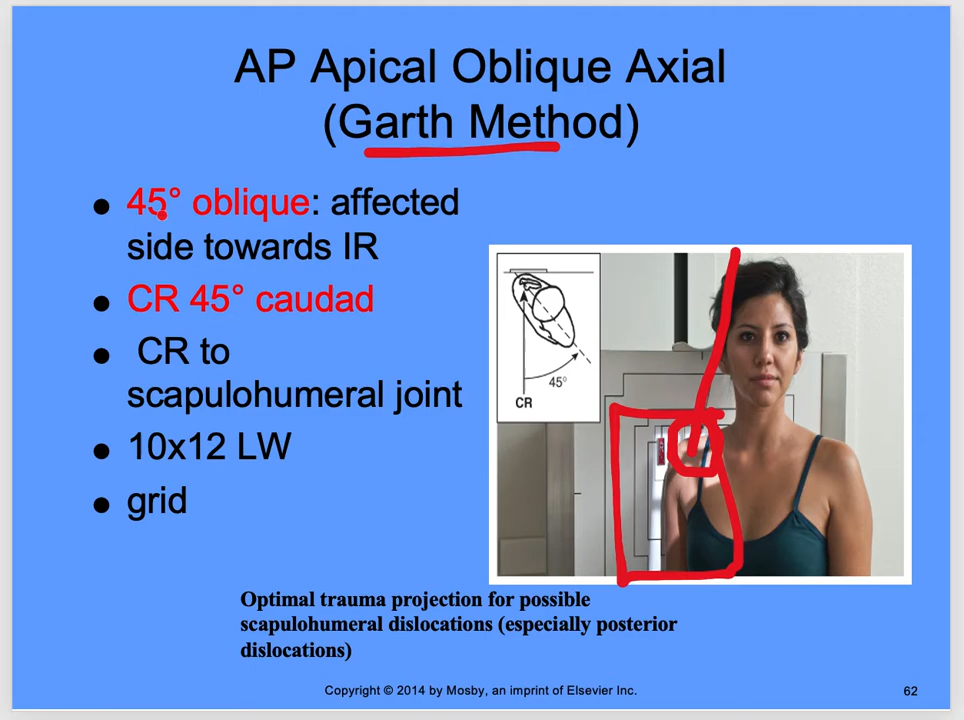 AP Apical Oblique Axial
(Garth Method)
● 45° oblique: affected
side towards IR
● CR 45° caudad
● CR to
scapulohumeral joint
● 10x12 LW
● grid
45°
CR
Optimal trauma projection for possible
scapulohumeral dislocations (especially posterior
dislocations)
Copyright © 2014 by Mosby, an imprint of Elsevier Inc.
62